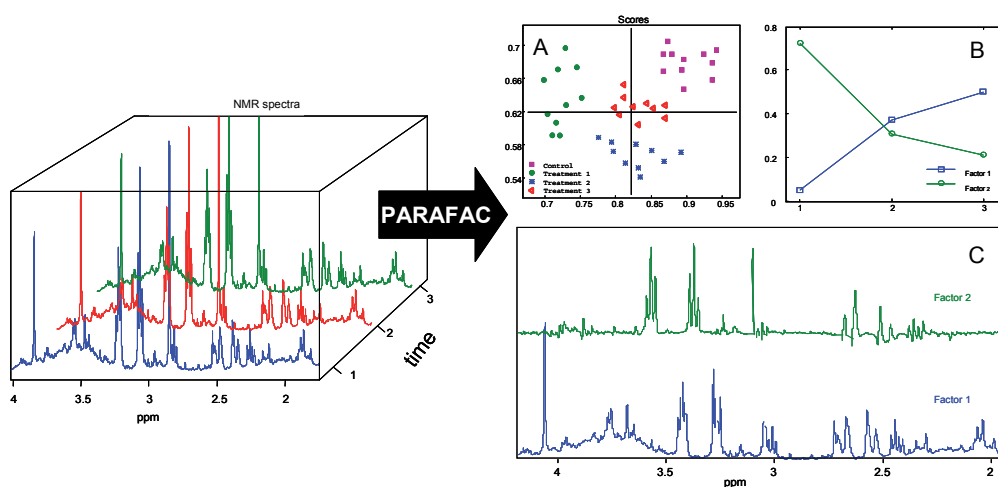 NMR spectra
4
3.5
3
2.5
2
ppm
1
2
3
time
PARAFAC
Scores
A
0.7
0.66
0.62
0.58
0.54
Control
Treatment 1
Treatment 2
Treatment 3
0.7
0.75
0.8
0.85
0.9
0.95
B
0.8
0.6
0.4
0.2
0
1
2
3
Factor 1
Factor 2
C
Factor 2
Factor 1
4
3.5
3
2.5
2
ppm